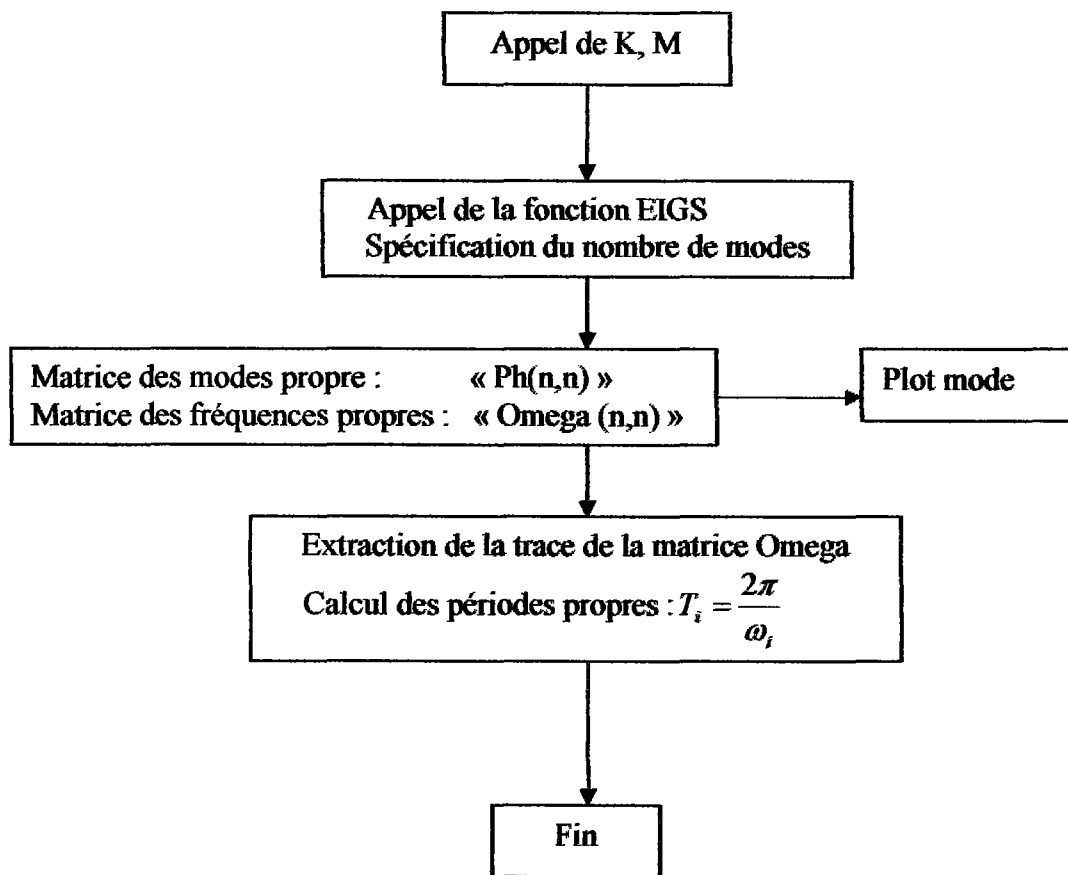 Appel de K, M
Appel de la fonction EIGS
Spécification du nombre de modes
Matrice des modes propre : « Ph(n,n) »
Matrice des fréquences propres : « Omega (n,n) »
Plot mode
Extraction de la trace de la matrice Omega
Calcul des périodes propres : T_i = 2π / ω_i
Fin